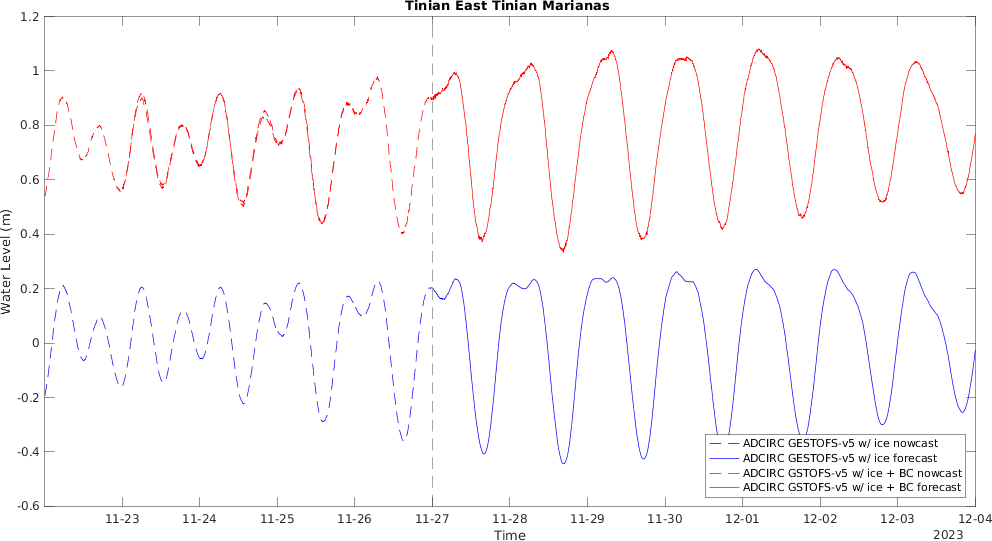 Tinian East Tinian Marianas
1.2
1
0.8
0.6
0.4
0.2
0
-0.2
-0.4
-0.6
Water Level (m)
ADCIRC GESTOFS-v5 w/ ice nowcast
ADCIRC GESTOFS-v5 w/ ice forecast
ADCIRC GSTOFS-v5 w/ ice + BC nowcast
ADCIRC GSTOFS-v5 w/ ice + BC forecast
11-23 11-24 11-25 11-26 11-27 11-28 11-29 11-30 12-01 12-02 12-03 12-04
Time
2023